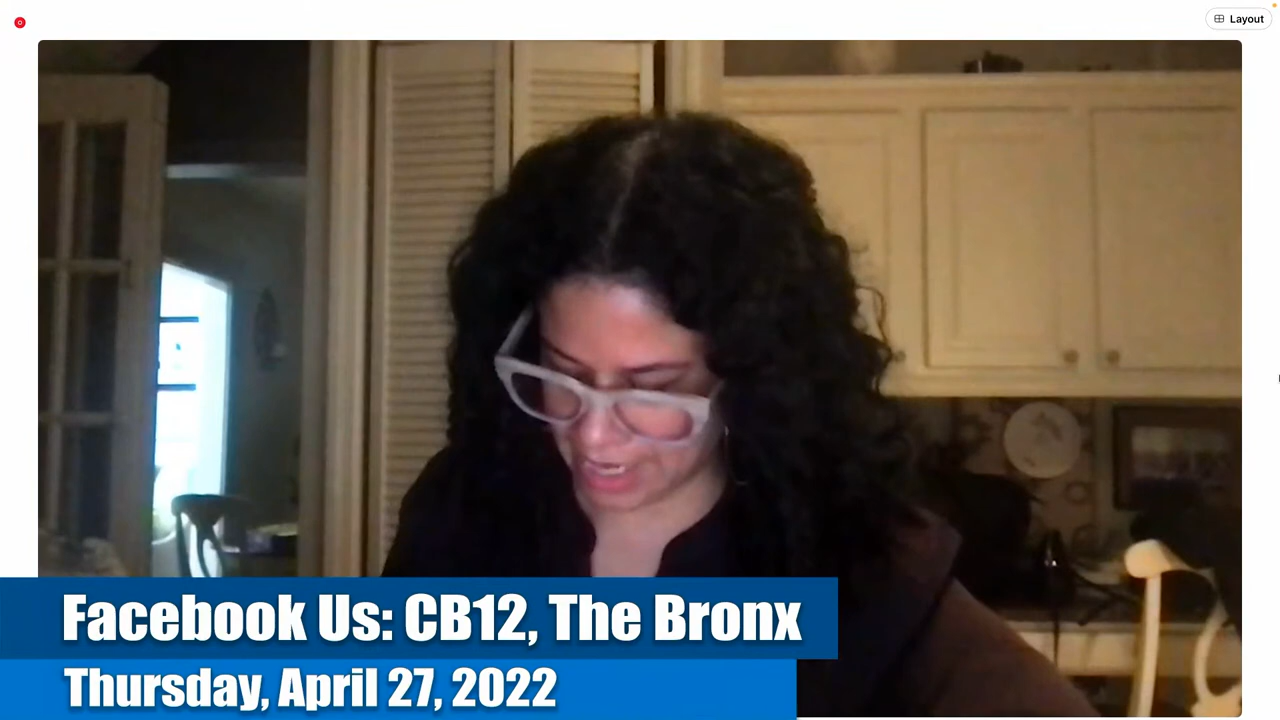 Layout
Facebook Us: CB12, The Bronx
Thursday, April 27, 2022